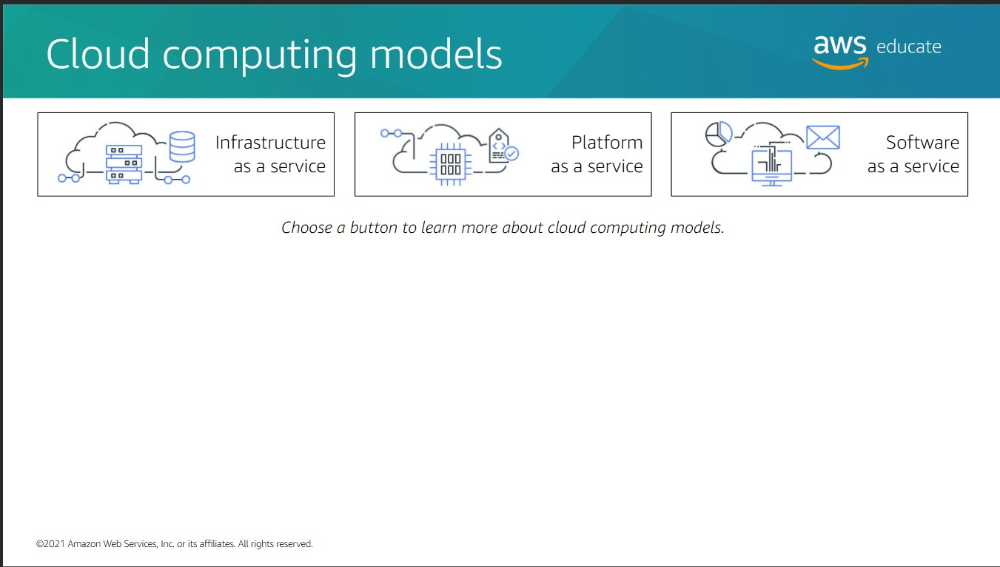 Cloud computing models
aws educate
Infrastructure
as a service
Platform
as a service
Software
as a service
Choose a button to learn more about cloud computing models.
©2021 Amazon Web Services, Inc. or its affiliates. All rights reserved.